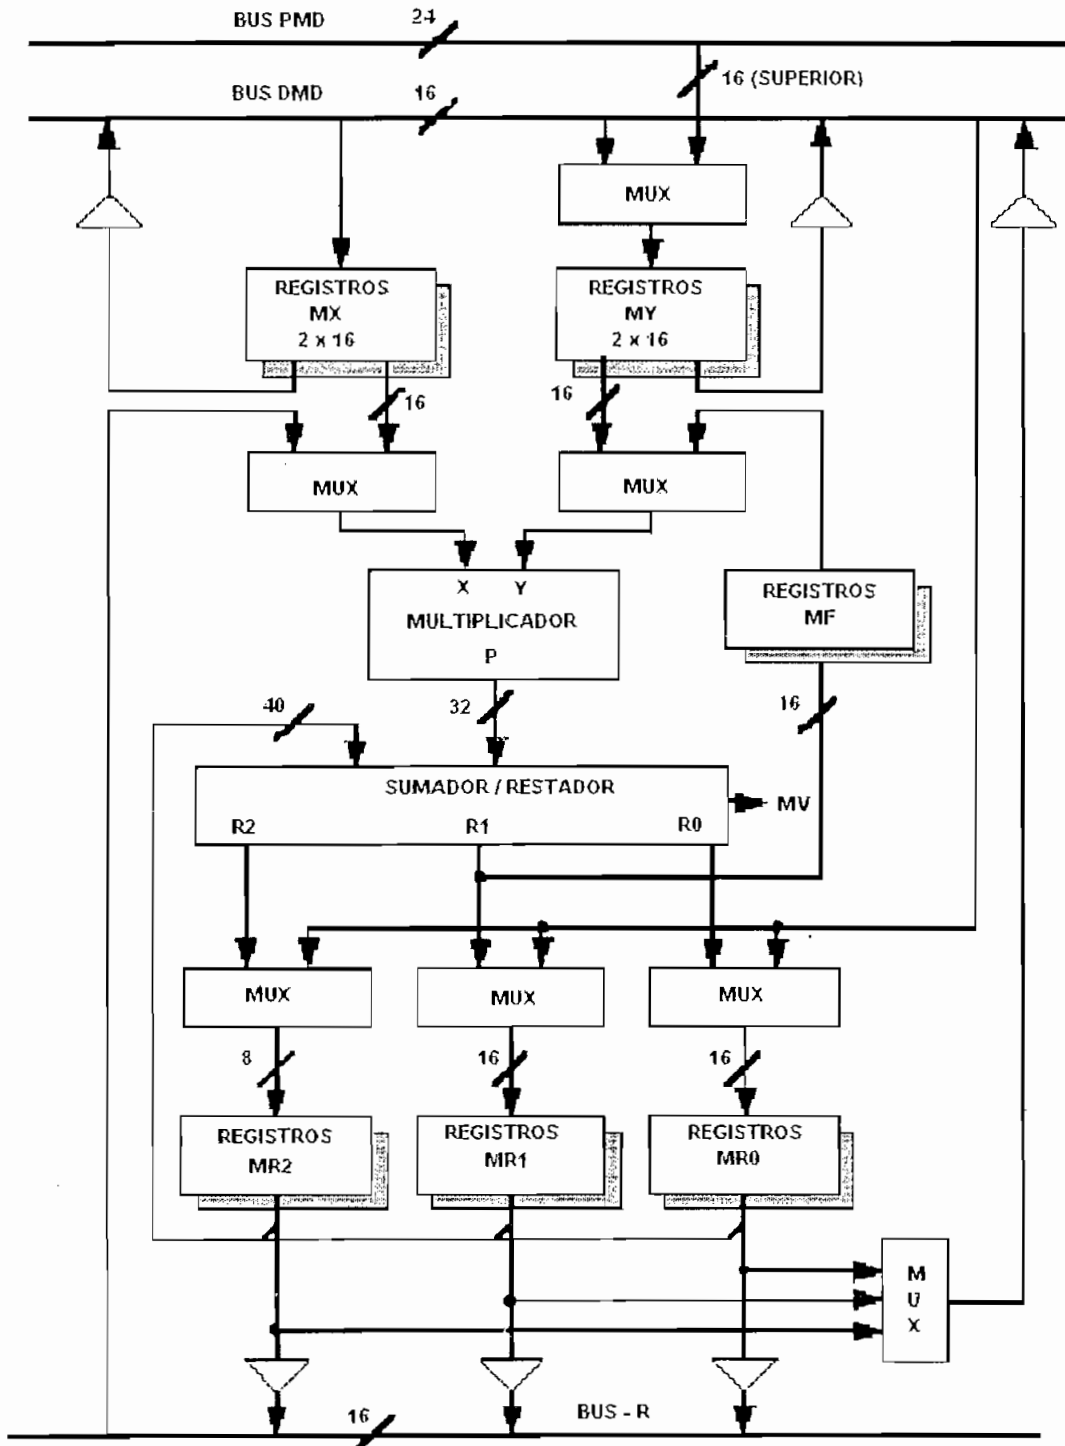 BUS PMD
24
16 (SUPERIOR)
BUS DMD
16
MUX
REGISTROS
MX
2 x 16
REGISTROS
MY
2 x 16
16
16
MUX
MUX
X
Y
MULTIPLICADOR
P
REGISTROS
MF
40
32
16
SUMADOR / RESTADOR
MV
R2
R1
R0
MUX
MUX
MUX
8
16
16
REGISTROS
MR2
REGISTROS
MR1
REGISTROS
MR0
M
U
X
16
BUS - R